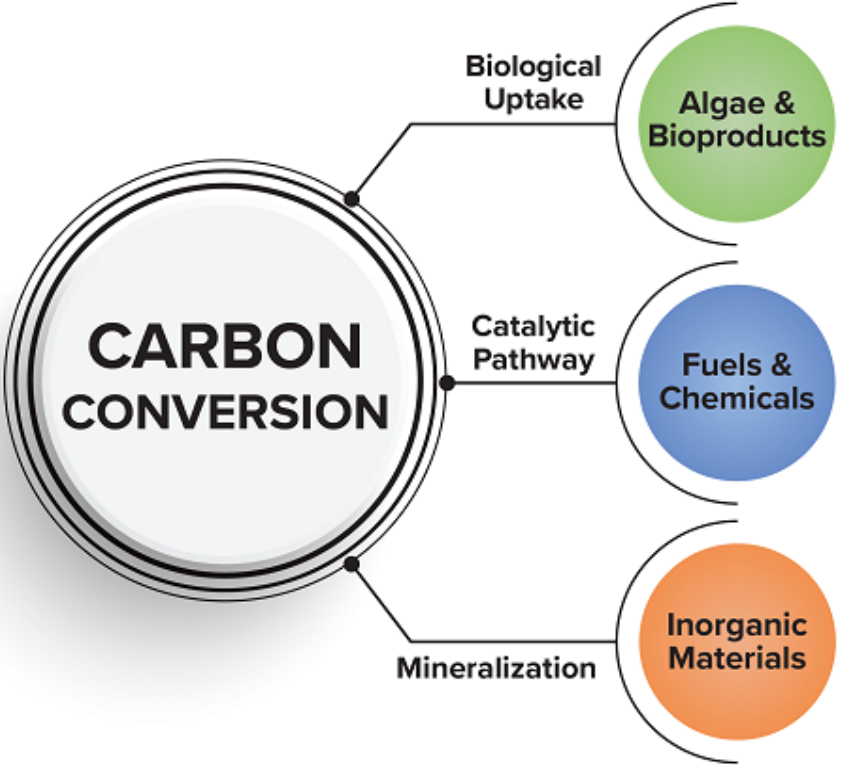 CARBON
CONVERSION
Biological
Uptake
Algae &
Bioproducts
Catalytic
Pathway
Fuels &
Chemicals
Mineralization
Inorganic
Materials